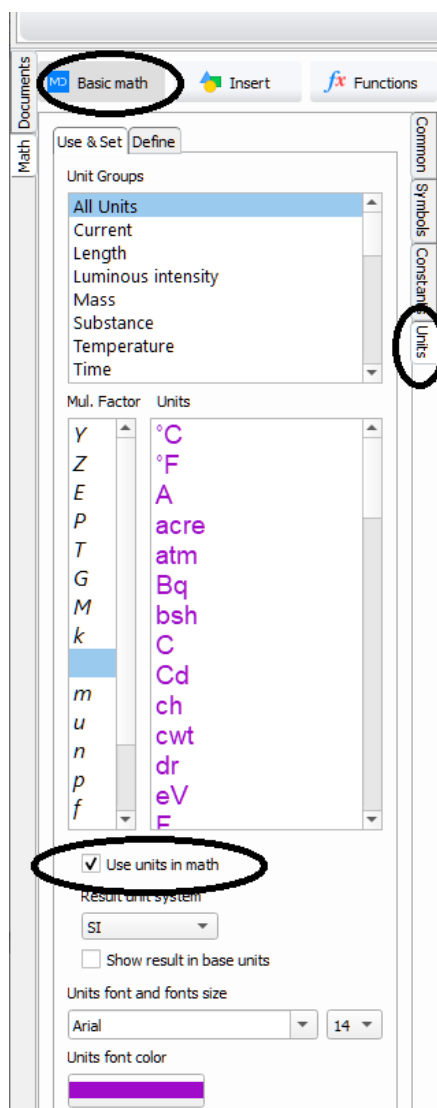 Documents
Math
MD Basic math
Insert
fx Functions
Use & Set
Define
Unit Groups
All Units
Current
Length
Luminous intensity
Mass
Substance
Temperature
Time
Mul. Factor
Units
Y
Z
E
P
T
G
M
k
m
u
n
p
f
°C
°F
A
acre
atm
Bq
bsh
C
Cd
ch
cwt
dr
eV
F
Use units in math
Result unit system
SI
Show result in base units
Units font and fonts size
Arial
14
Units font color
Common
Symbols
Constants
Units